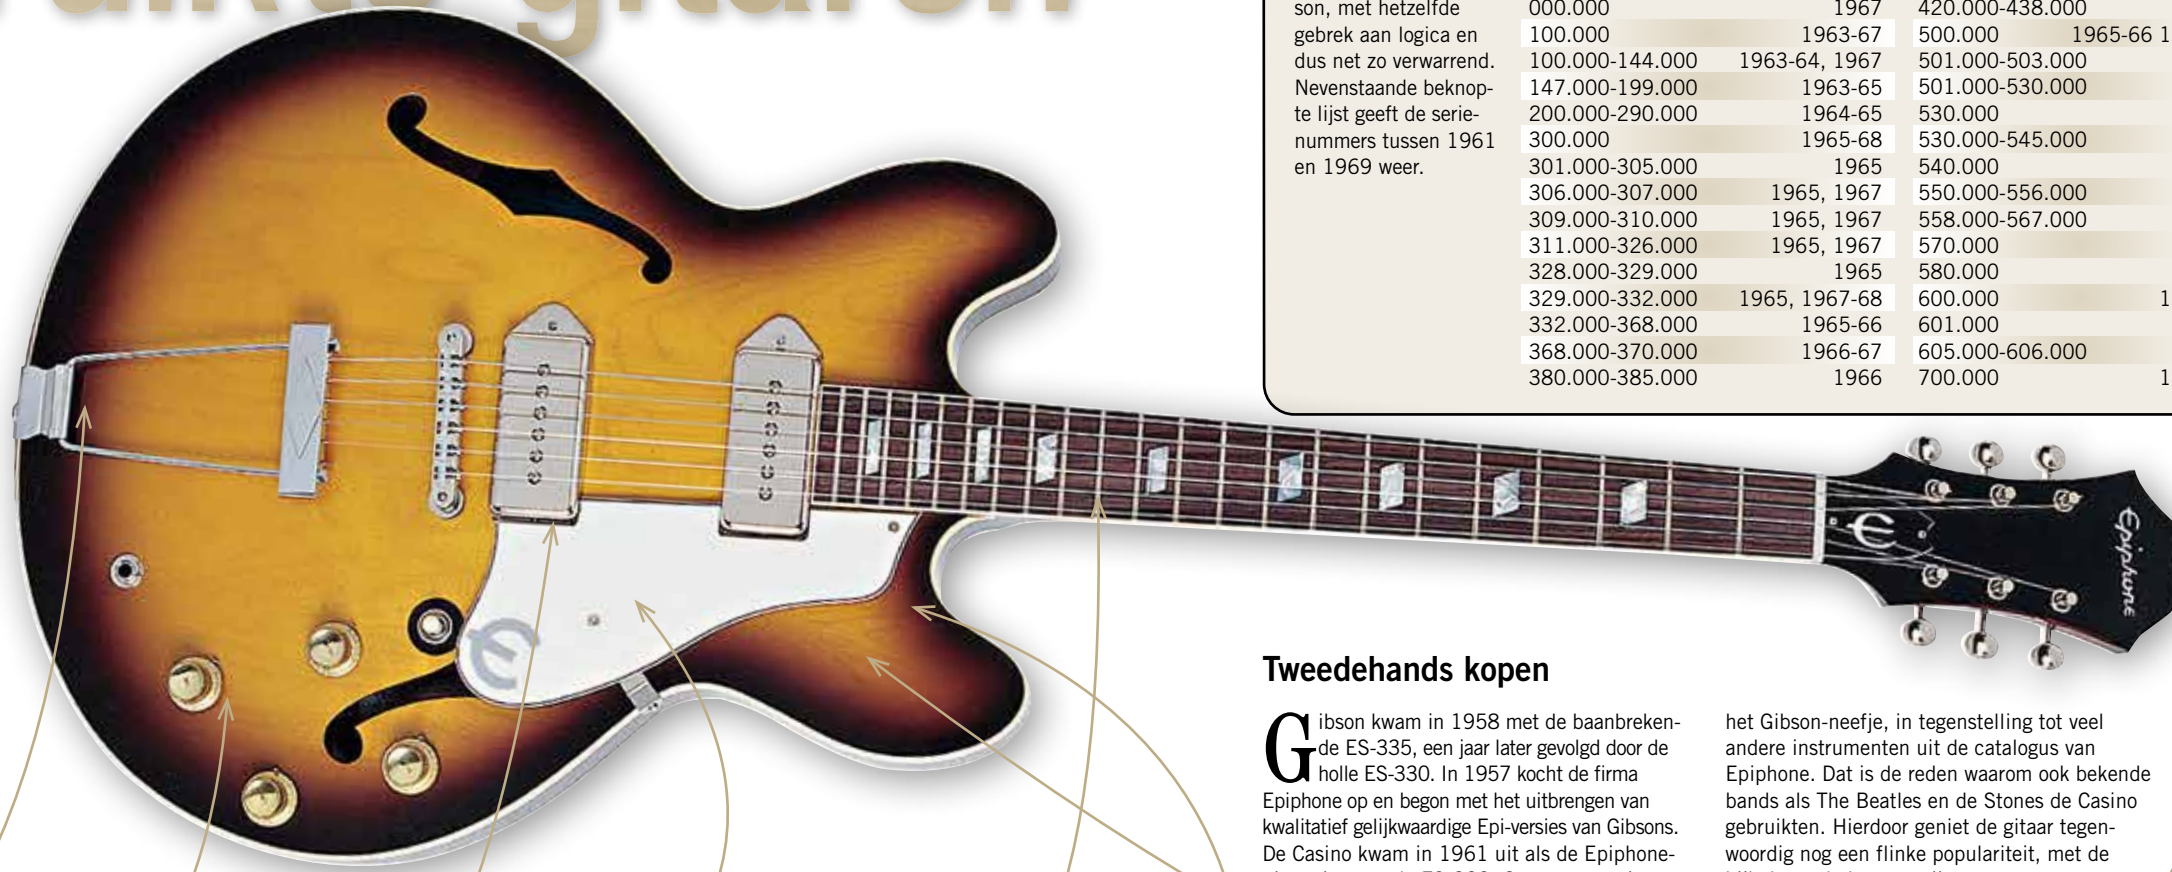 gitaren
son, met hetzelfde
gebrek aan logica en
dus net zo verwarrend.
Nevenstaande beknop-
te lijst geeft de serie-
nummers tussen 1961
en 1969 weer.
000.000 1967
100.000 1963-67
100.000-144.000 1963-64, 1967
147.000-199.000 1963-65
200.000-290.000 1964-65
300.000 1965-68
301.000-305.000 1965
306.000-307.000 1965, 1967
309.000-310.000 1965, 1967
311.000-326.000 1965, 1967
328.000-329.000 1965
329.000-332.000 1965, 1967-68
332.000-368.000 1965-66
368.000-370.000 1966-67
380.000-385.000 1966
420.000-438.000
500.000 1965-66 1
501.000-503.000
501.000-530.000
530.000
530.000-545.000
540.000
550.000-556.000
558.000-567.000
570.000
580.000
600.000 1
601.000
605.000-606.000
700.000 1
Epiphone
Tweedehands kopen
Gibson kwam in 1958 met de baanbreken-
de ES-335, een jaar later gevolgd door de
holle ES-330. In 1957 kocht de firma
Epiphone op en begon met het uitbrengen van
kwalitatief gelijkwaardige Epi-versies van Gibsons.
De Casino kwam in 1961 uit als de Epiphone-
het Gibson-neefje, in tegenstelling tot veel
andere instrumenten uit de catalogus van
Epiphone. Dat is de reden waarom ook bekende
bands als The Beatles en de Stones de Casino
gebruikten. Hierdoor geniet de gitaar tegen-
woordig nog een flinke populariteit, met de